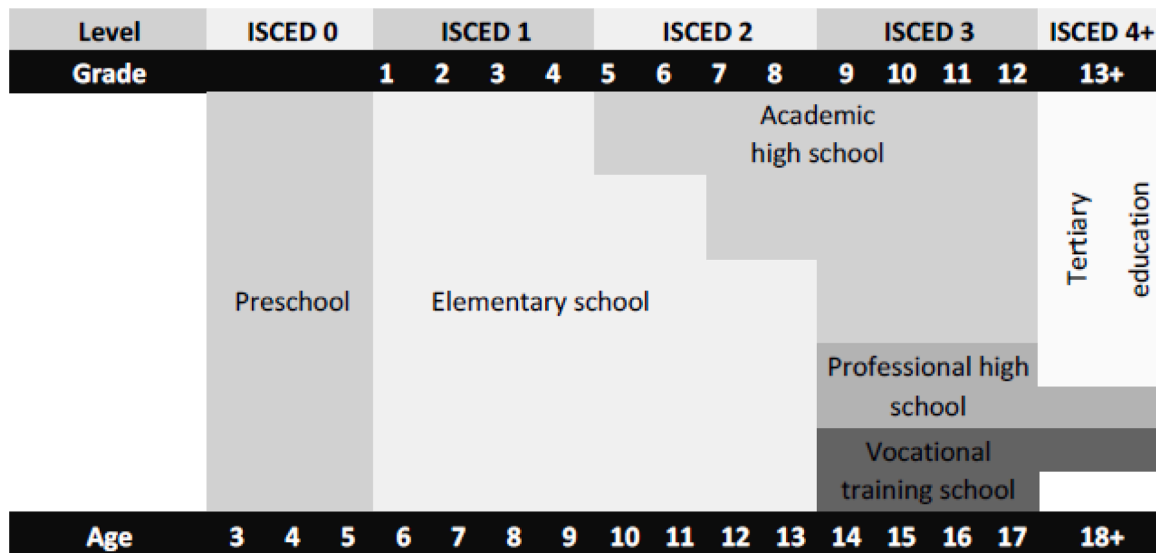 Level ISCED 0 ISCED 1 ISCED 2 ISCED 3 ISCED 4+
Grade 1 2 3 4 5 6 7 8 9 10 11 12 13+
Academic
high school
Tertiary
education
Preschool
Elementary school
Professional high
school
Vocational
training school
Age 3 4 5 6 7 8 9 10 11 12 13 14 15 16 17 18+